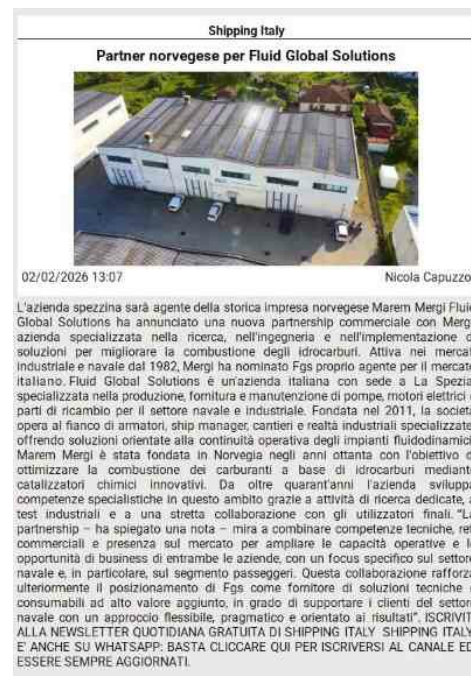 Shipping Italy
Partner norvegese per Fluid Global Solutions
02/02/2026 13:07
Nicola Capuzzo
L'azienda spezzina sarà agente della storica impresa norvegese Marem Mergi Fluid
Global Solutions ha annunciato una nuova partnership commerciale con Mergi
azienda specializzata nella ricerca, nell'ingegneria e nell'implementazione d
soluzioni per migliorare la combustione degli idrocarburi. Attiva nei mercat
industriale e navale dal 1982, Mergi ha nominato Fgs proprio agente per il mercato
italiano. Fluid Global Solutions è un'azienda italiana con sede a La Spezia
specializzata nella produzione, fornitura e manutenzione di pompe, motori elettrici
parti di ricambio per il settore navale e industriale. Fondata nel 2011, la societ
opera al fianco di armatori, ship manager, cantieri e realtà industriali specializzate
offrendo soluzioni orientate alla continuità operativa degli impianti fluidodinamici
Marem Mergi è stata fondata in Norvegia negli anni ottanta con l'obiettivo d
ottimizzare la combustione dei carburanti a base di idrocarburi mediante
catalizzatori chimici innovativi. Da oltre quarant'anni l'azienda svilupp
competenze specialistiche in questo ambito grazie a attività di ricerca dedicate,
test industriali e a una stretta collaborazione con gli utilizzatori finali. "La
partnership – ha spiegato una nota – mira a combinare competenze tecniche, ret
commerciali e presenza sul mercato per ampliare le capacità operative e l
opportunità di business di entrambe le aziende, con un focus specifico sul settore
navale e, in particolare, sul segmento passeggeri. Questa collaborazione rafforza
ulteriormente il posizionamento di Fgs come fornitore di soluzioni tecniche
consumabili ad alto valore aggiunto, in grado di supportare i clienti del settor
navale con un approccio flessibile, pragmatico e orientato ai risultati". ISCRIVIT
ALLA NEWSLETTER QUOTIDIANA GRATUITA DI SHIPPING ITALY SHIPPING ITALY
E' ANCHE SU WHATSAPP: BASTA CLICCARE QUI PER ISCRIVERSI AL CANALE ED
ESSERE SEMPRE AGGIORNATI.